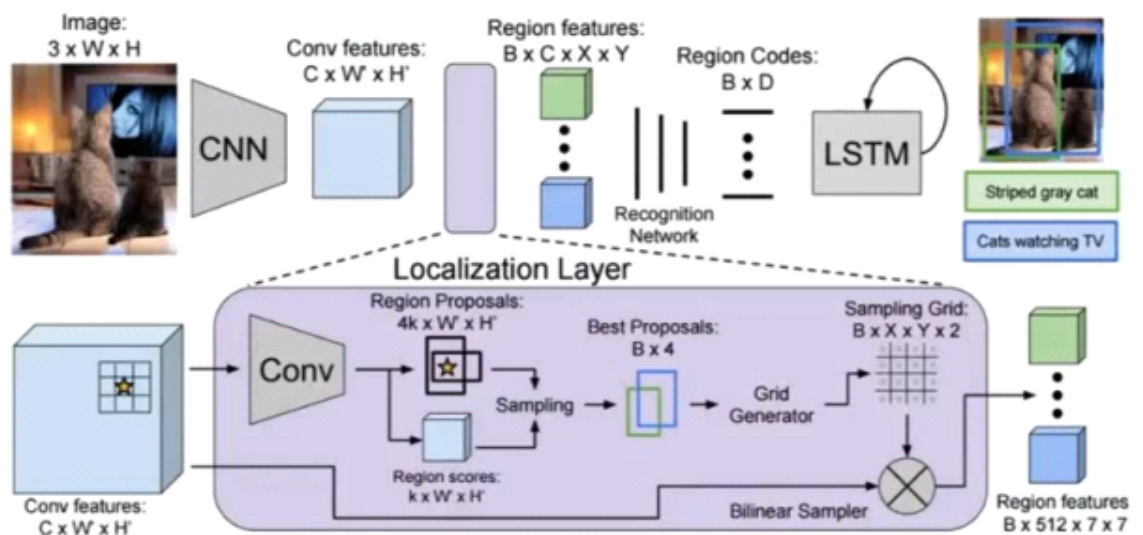 Image:
3 x W x H
Conv features:
C x W' x H'
Region features:
B x C x X x Y
Region Codes:
B x D
CNN
LSTM
Recognition
Network
Striped gray cat
Cats watching TV
Localization Layer
Region Proposals:
4k x W' x H'
Conv
Sampling
Region scores:
k x W' x H'
Best Proposals:
B x 4
Grid
Generator
Sampling Grid:
B x X x Y x 2
Bilinear Sampler
Conv features:
C x W' x H'
Region features
B x 512 x 7 x 7